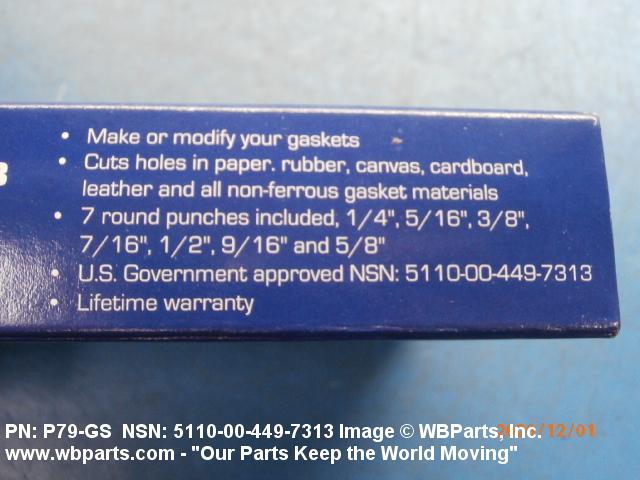 • Make or modify your gaskets
• Cuts holes in paper. rubber, canvas, cardboard,
leather and all non-ferrous gasket materials
• 7 round punches included, 1/4", 5/16", 3/8",
7/16", 1/2", 9/16" and 5/8"
• U.S. Government approved NSN: 5110-00-449-7313
• Lifetime warranty
PN: P79-GS NSN: 5110-00-449-7313 Image © WBParts, Inc.
www.wbparts.com - "Our Parts Keep the World Moving"